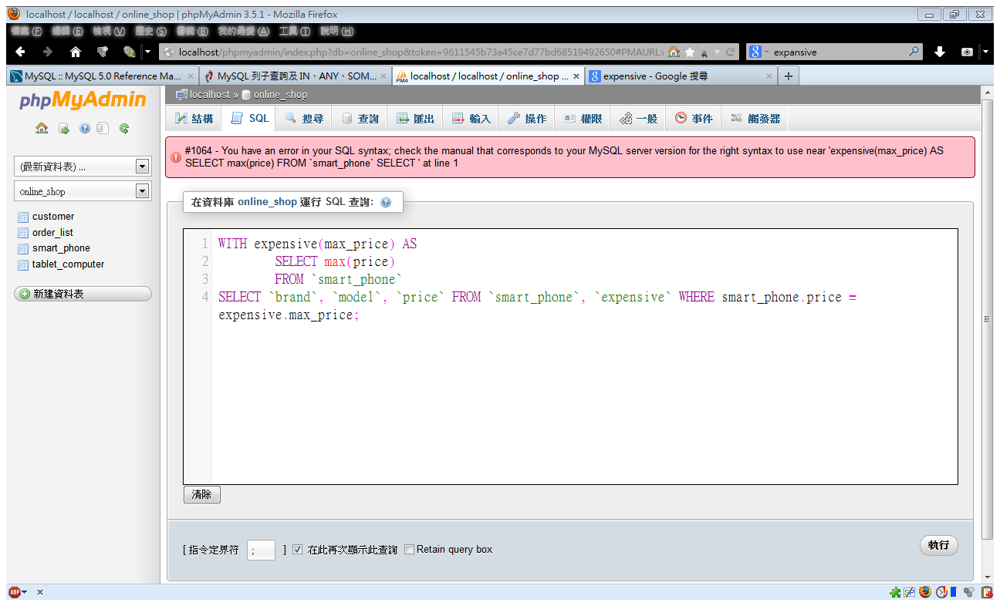 localhost / localhost / online_shop | phpMyAdmin 3.5.1 - Mozilla Firefox
檔案 (F) 編輯 (E) 檢視 (V) 歷史 (S) 書籤 (B) 我的最愛 (A) 工具 (T) 說明 (H)
localhost/phpmyadmin/index.php?db=online_shop&token=9611545b73a45ce7d77bd68519492650#PMAURL: expansive
MySQL :: MySQL 5.0 Reference Ma... MySQL 列子查詢及 IN、ANY、SOM... localhost / localhost / online_shop ... expensive - Google 搜尋
phpMyAdmin
localhost » online_shop
結構 SQL 搜尋 查詢 匯出 輸入 操作 權限 一般 事件 觸發器
#1064 - You have an error in your SQL syntax; check the manual that corresponds to your MySQL server version for the right syntax to use near 'expensive(max_price) AS
SELECT max(price) FROM `smart_phone` SELECT ' at line 1
(最新資料表) ...
online_shop
customer
order_list
smart_phone
tablet_computer
新建資料表
在資料庫 online_shop 運行 SQL 查詢:
1 WITH expensive(max_price) AS
2 SELECT max(price)
3 FROM `smart_phone`
4 SELECT `brand`, `model`, `price` FROM `smart_phone`, `expensive` WHERE smart_phone.price =
expensive.max_price;
清除
[ 指令定界符 ; ] 在此再次顯示此查詢 Retain query box
執行
ABP